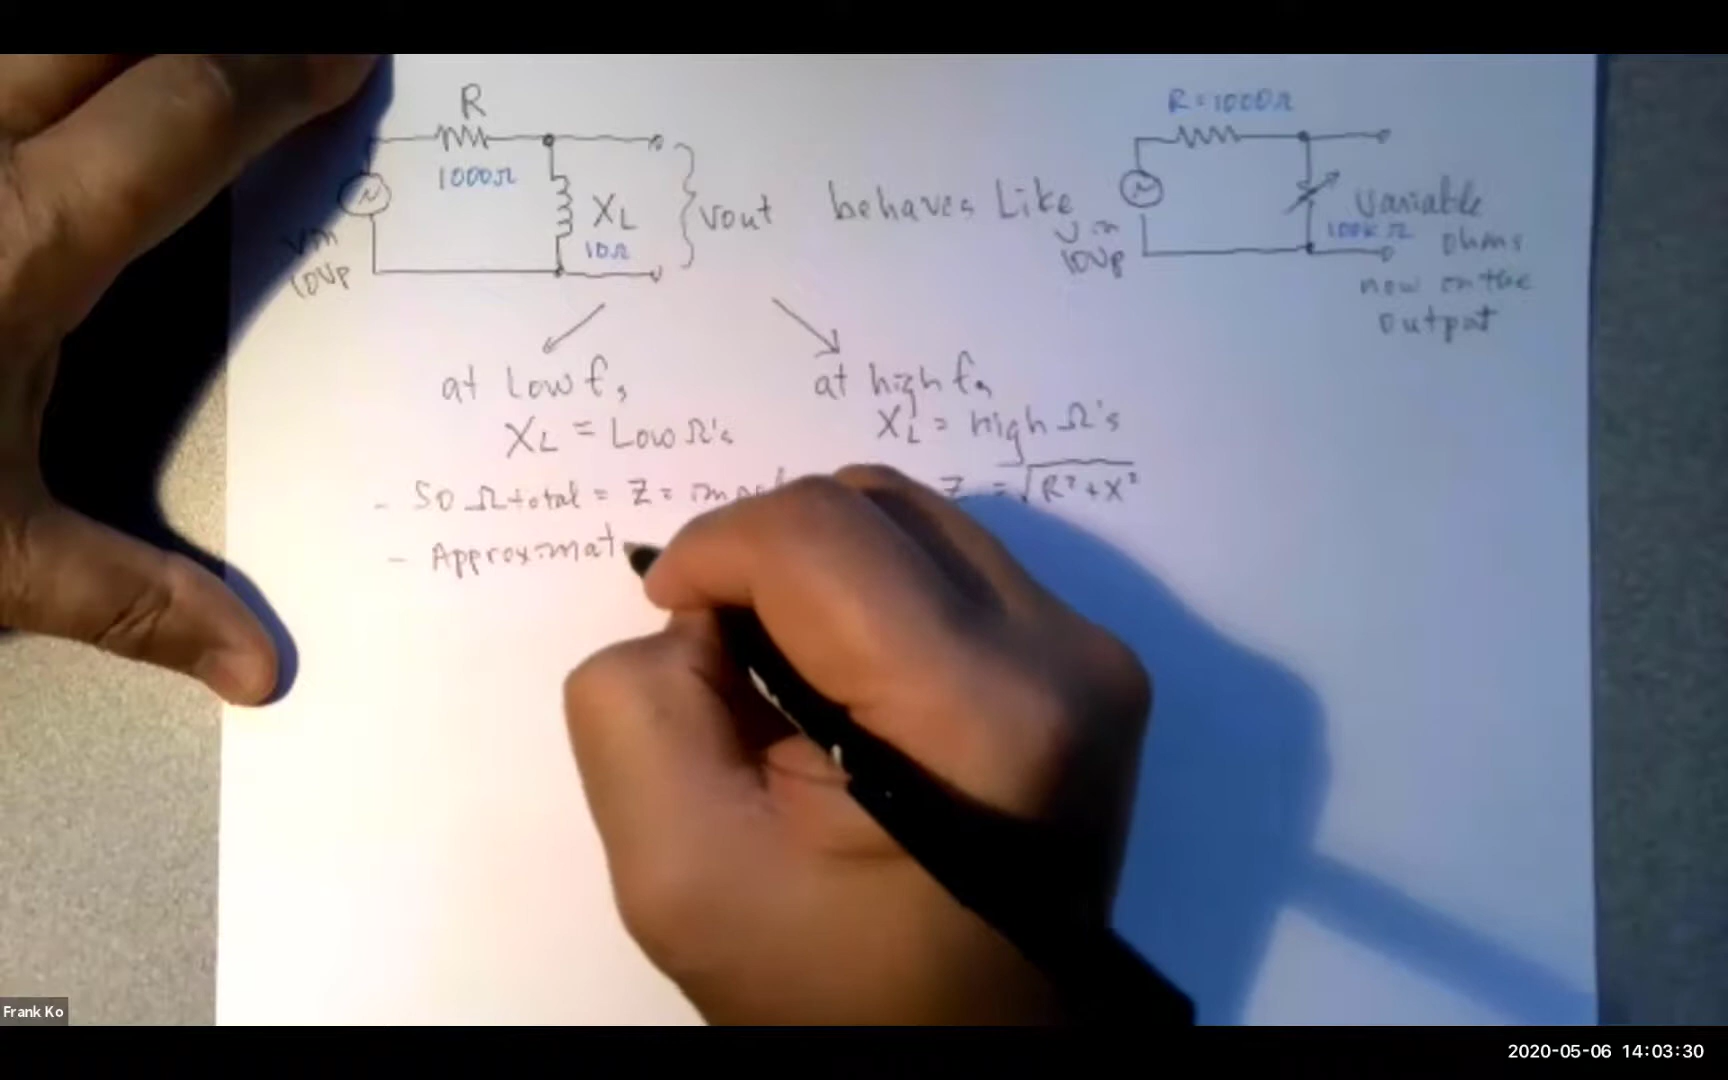 R
1000Ω
XL
10Ω
Vin
10Vp
Vout
behaves Like
R=1000Ω
Vin
10Vp
Variable
100K Ω
ohms
now on the
output
at Low f,
XL = Low Ω's
at high f,
XL = high Ω's
- So Ω total = Z =
Z = √R²+X²
- Approximat
Frank Ko
2020-05-06 14:03:30